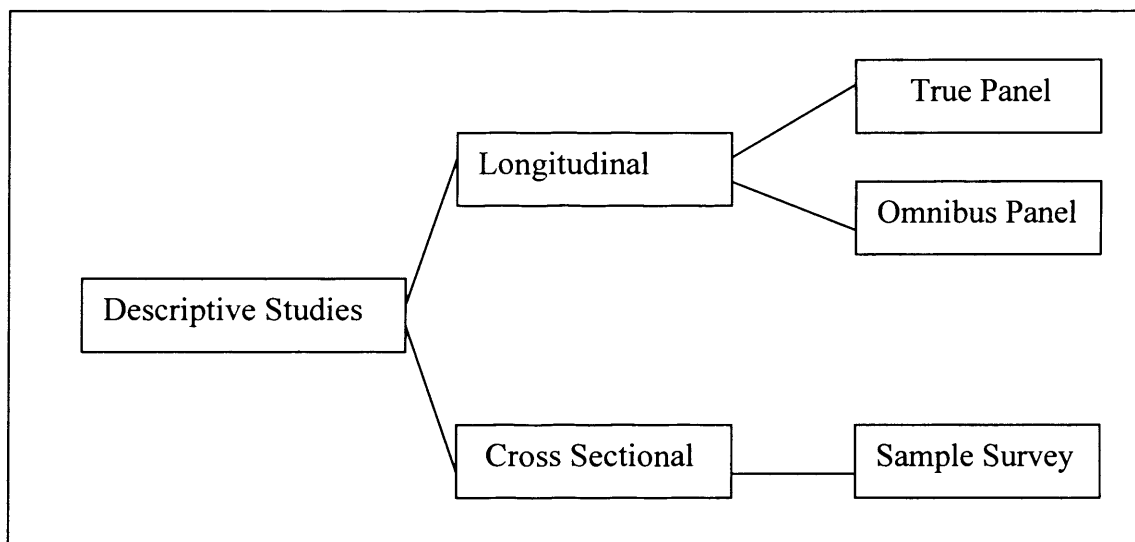 True Panel
Longitudinal
Omnibus Panel
Descriptive Studies
Cross Sectional
Sample Survey